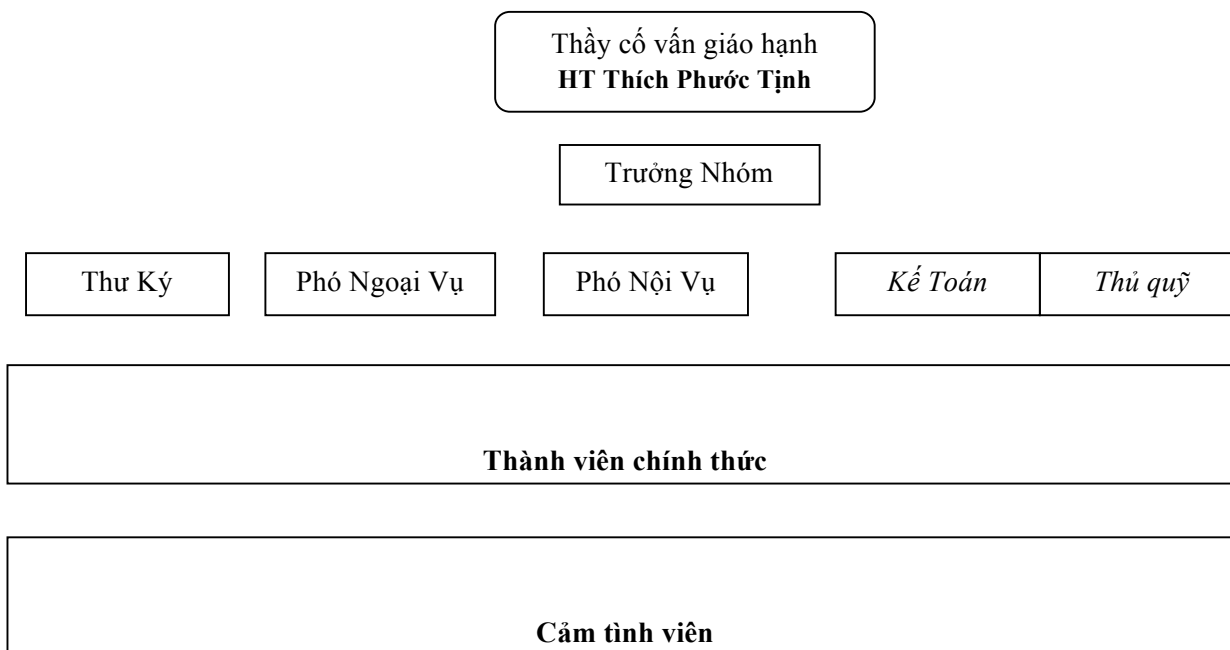 Thầy cố vấn giáo hạnh
HT Thích Phước Tịnh
Trưởng Nhóm
Thư Ký
Phó Ngoại Vụ
Phó Nội Vụ
Kế Toán
Thủ quỹ
Thành viên chính thức
Cảm tình viên